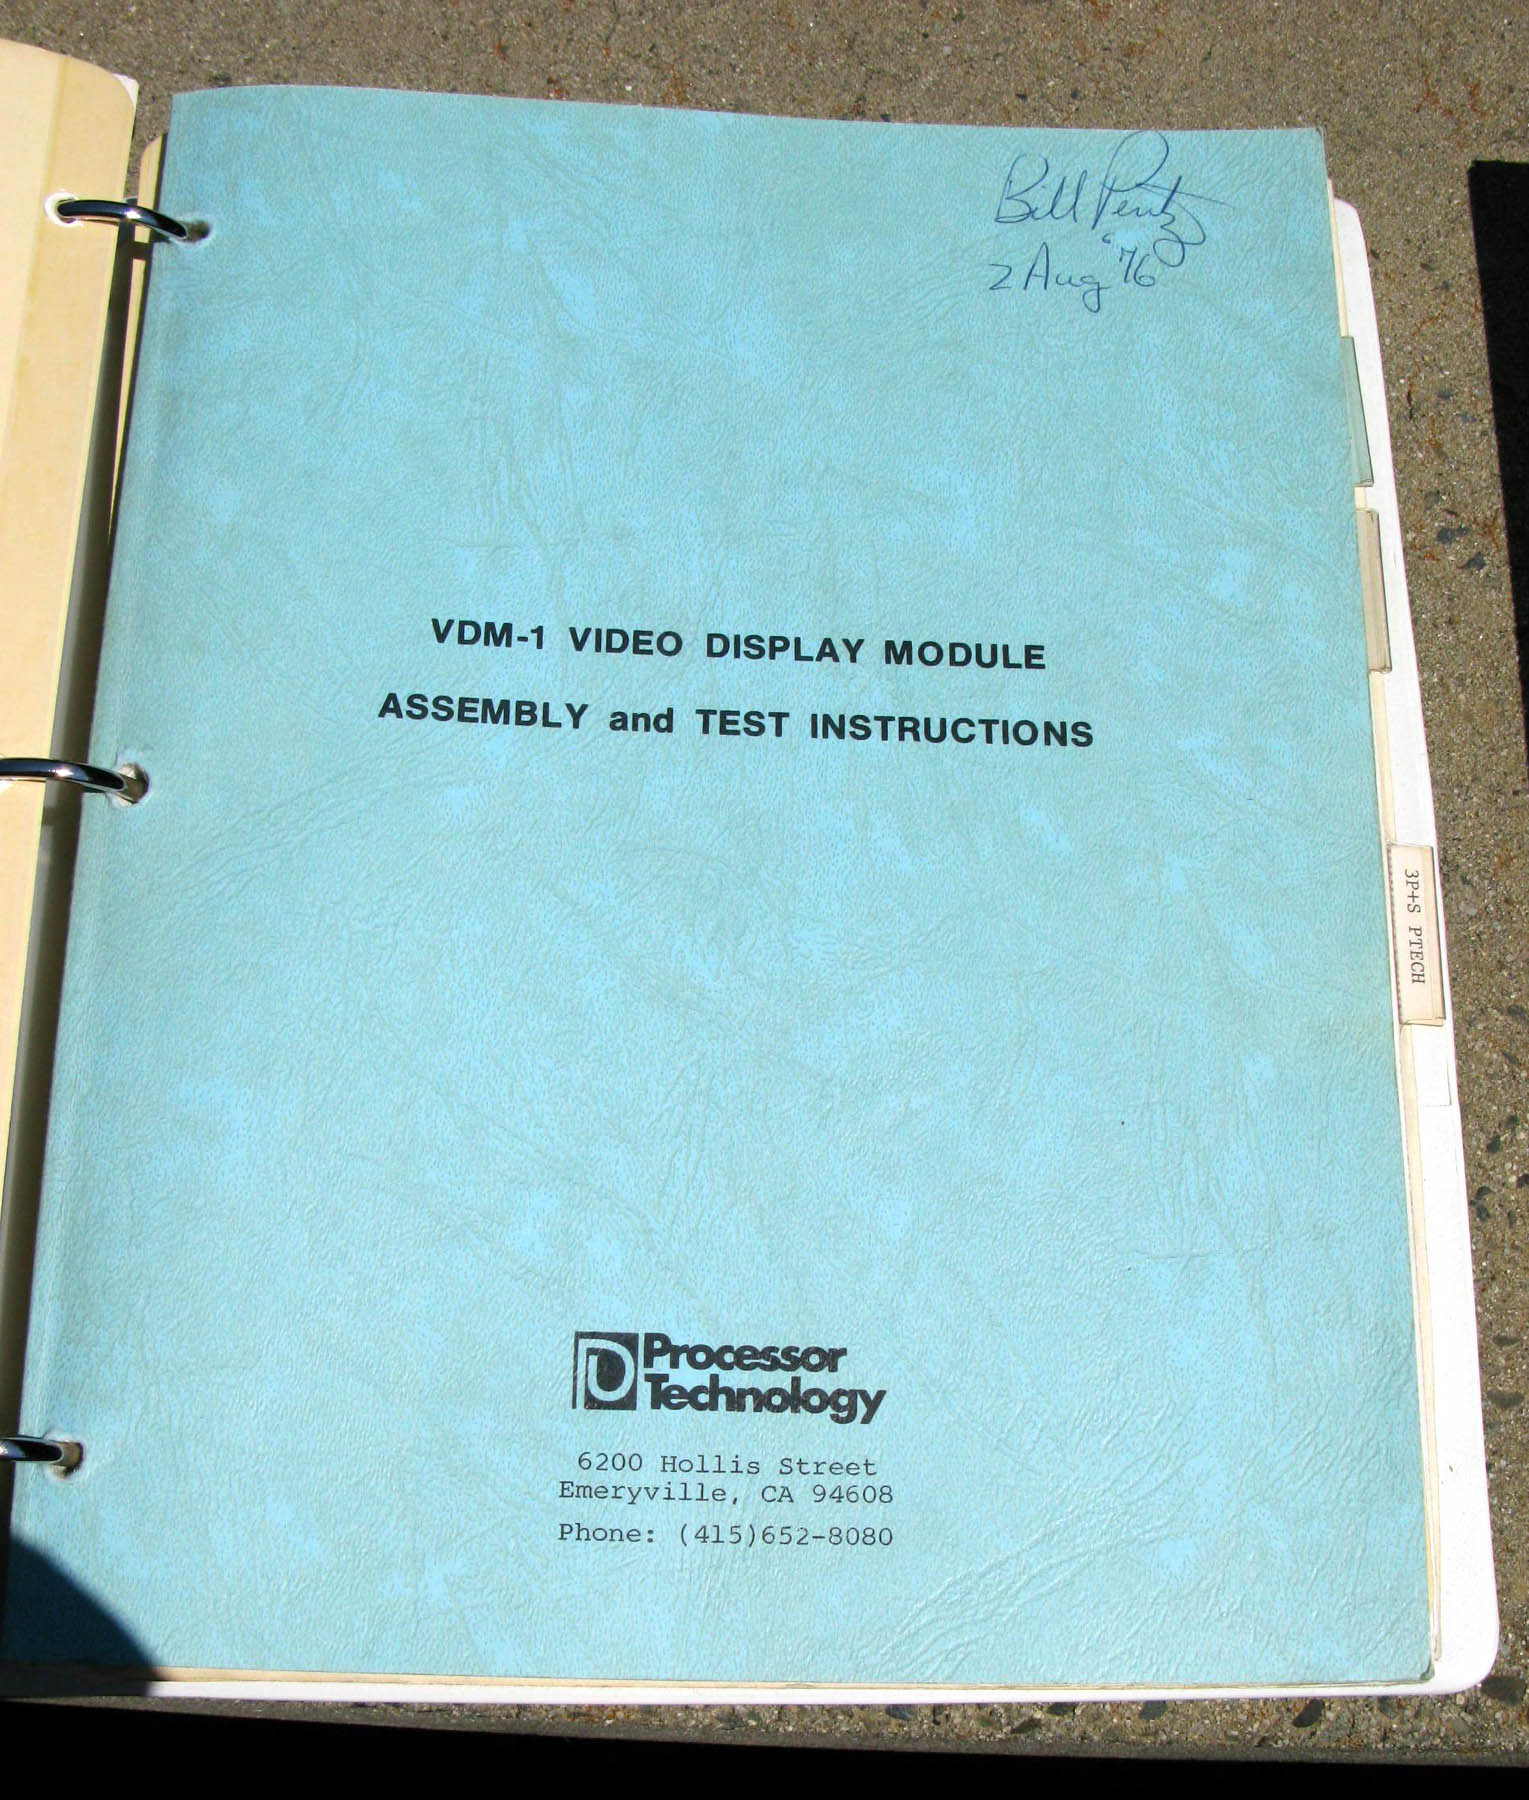 Bill Pentz
2 Aug '76
VDM-1 VIDEO DISPLAY MODULE
ASSEMBLY and TEST INSTRUCTIONS
3P+S PTECH
Processor
Technology
6200 Hollis Street
Emeryville, CA 94608
Phone: (415)652-8080